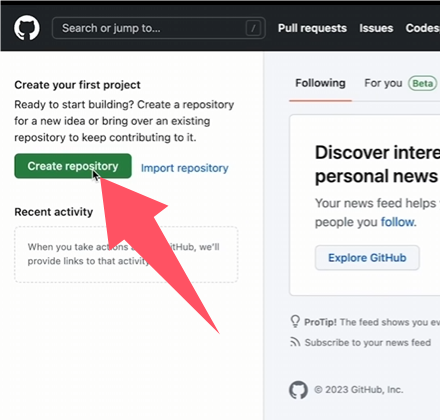 Search or jump to...
/
Pull requests
Issues
Codes
Create your first project
Ready to start building? Create a repository
for a new idea or bring over an existing
repository to keep contributing to it.
Create repository
Import repository
Recent activity
When you take actions GitHub, we'll
provide links to that activity
Following
For you
Beta
Discover intere
personal news
Your news feed helps
people you follow.
Explore GitHub
ProTip! The feed shows you eve
Subscribe to your news feed
© 2023 GitHub, Inc.